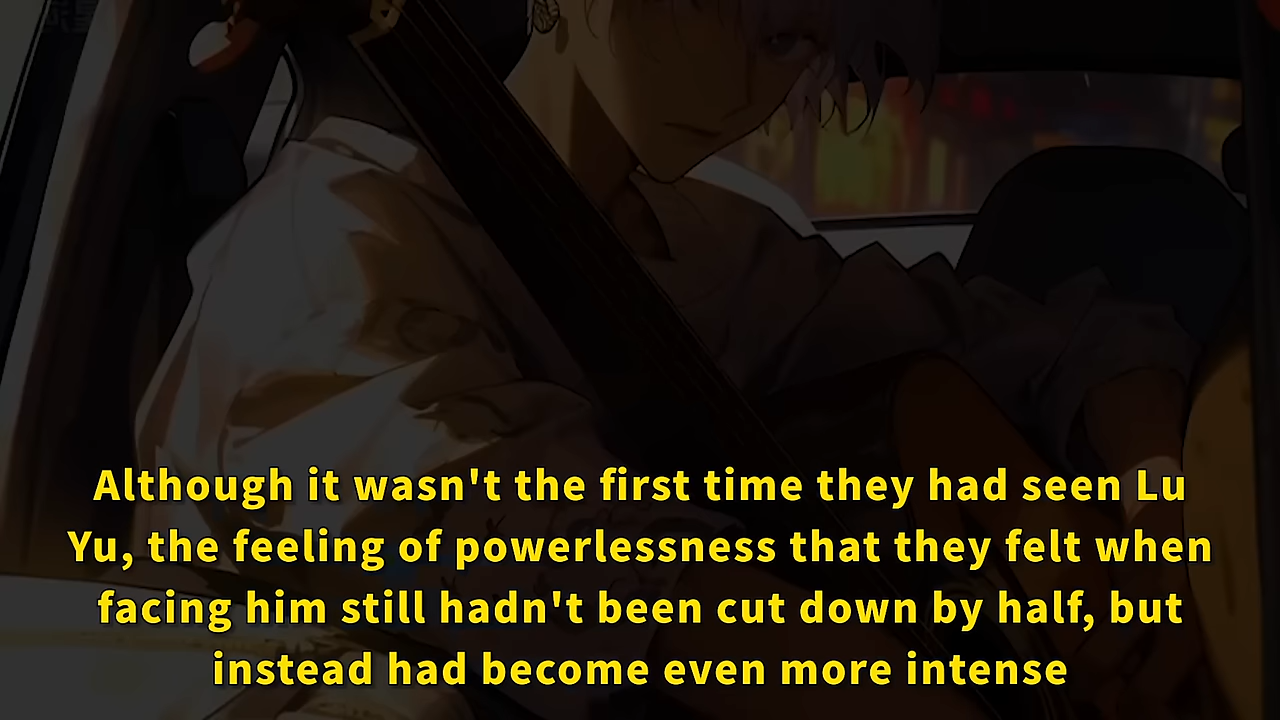 Although it wasn't the first time they had seen Lu
Yu, the feeling of powerlessness that they felt when
facing him still hadn't been cut down by half, but
instead had become even more intense